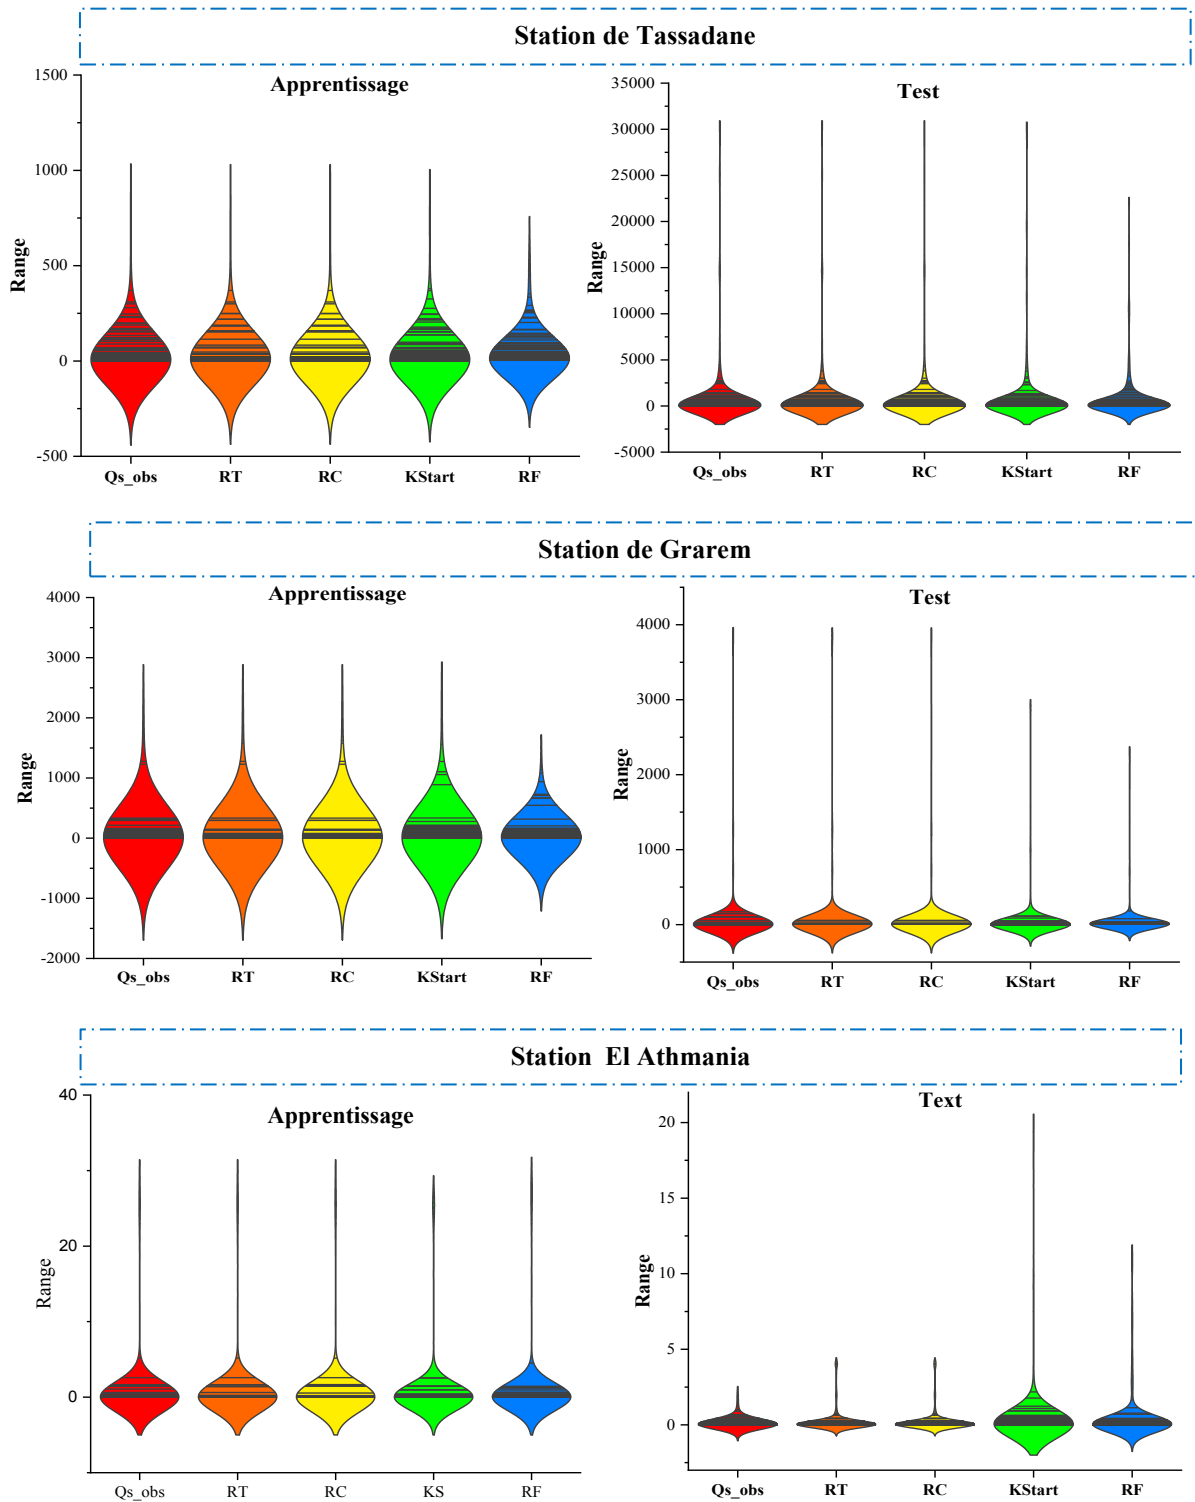 Station de Tassadane
Apprentissage
Test
Range
1500
1000
500
0
-500
Qs_obs RT RC KStart RF
Range
35000
30000
25000
20000
15000
10000
5000
0
-5000
Qs_obs RT RC KStart RF
Station de Grarem
Apprentissage
Test
Range
4000
3000
2000
1000
0
-1000
-2000
Qs_obs RT RC KStart RF
Range
4000
3000
2000
1000
0
Qs_obs RT RC KStart RF
Station El Athmania
Apprentissage
Text
Range
40
20
0
Qs_obs RT RC KS RF
Range
20
15
10
5
0
Qs_obs RT RC KStart RF